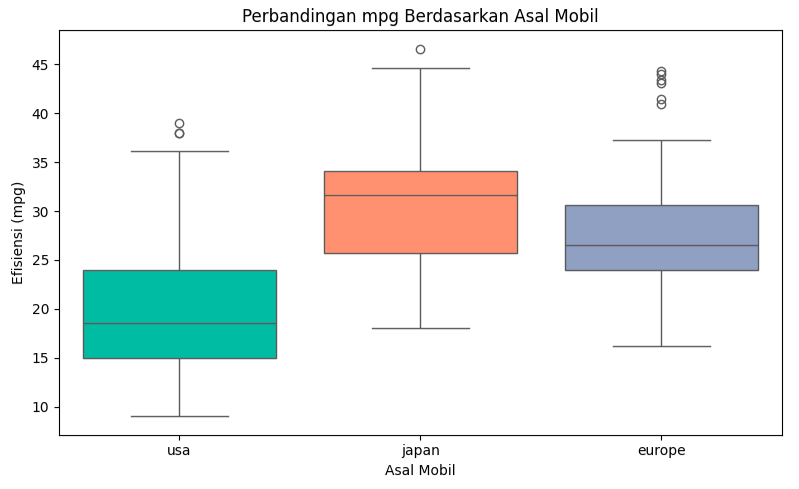 Perbandingan mpg Berdasarkan Asal Mobil
Efisiensi (mpg)
45
40
35
30
25
20
15
10
usa
japan
europe
Asal Mobil